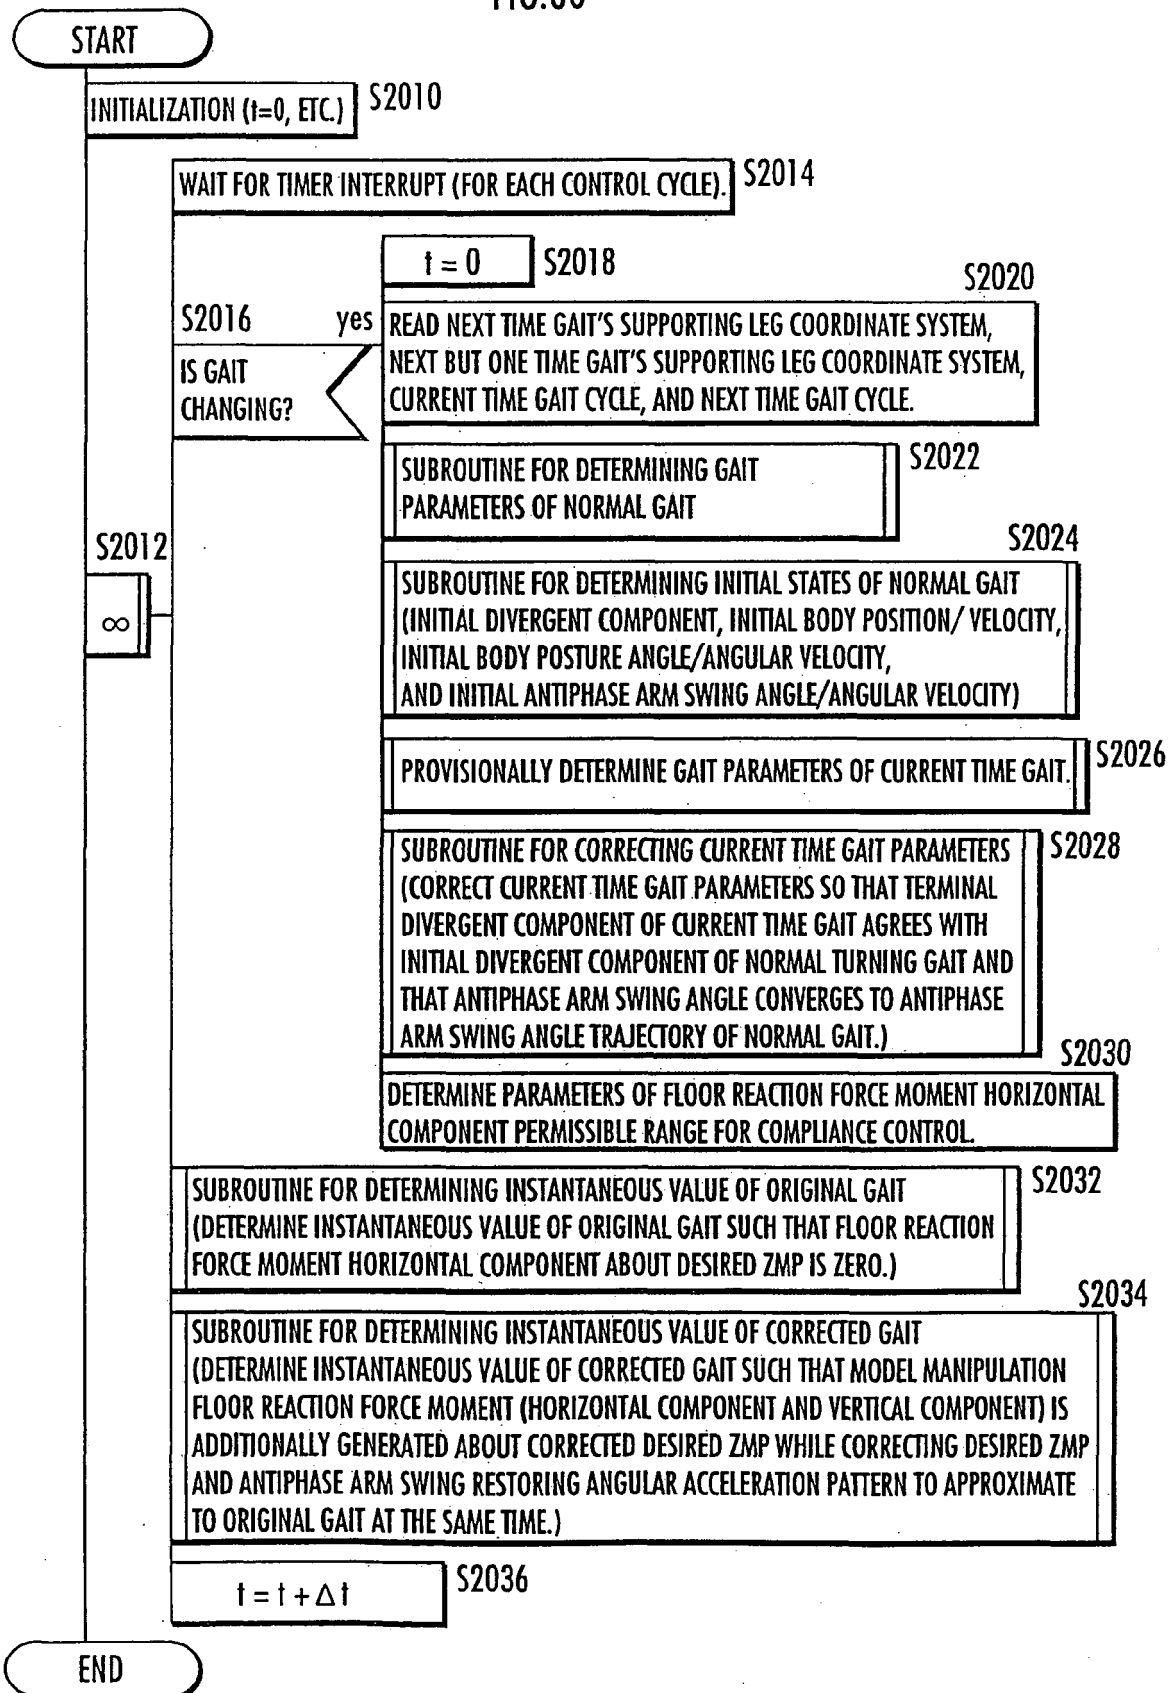 START
INITIALIZATION (t=0, ETC.) S2010
WAIT FOR TIMER INTERRUPT (FOR EACH CONTROL CYCLE). S2014
t = 0 S2018
S2020
S2016 yes
READ NEXT TIME GAIT'S SUPPORTING LEG COORDINATE SYSTEM,
NEXT BUT ONE TIME GAIT'S SUPPORTING LEG COORDINATE SYSTEM,
CURRENT TIME GAIT CYCLE, AND NEXT TIME GAIT CYCLE.
IS GAIT
CHANGING?
SUBROUTINE FOR DETERMINING GAIT
PARAMETERS OF NORMAL GAIT
S2022
S2012
∞
S2024
SUBROUTINE FOR DETERMINING INITIAL STATES OF NORMAL GAIT
(INITIAL DIVERGENT COMPONENT, INITIAL BODY POSITION/ VELOCITY,
INITIAL BODY POSTURE ANGLE/ANGULAR VELOCITY,
AND INITIAL ANTIPHASE ARM SWING ANGLE/ANGULAR VELOCITY)
PROVISIONALLY DETERMINE GAIT PARAMETERS OF CURRENT TIME GAIT. S2026
SUBROUTINE FOR CORRECTING CURRENT TIME GAIT PARAMETERS S2028
(CORRECT CURRENT TIME GAIT PARAMETERS SO THAT TERMINAL
DIVERGENT COMPONENT OF CURRENT TIME GAIT AGREES WITH
INITIAL DIVERGENT COMPONENT OF NORMAL TURNING GAIT AND
THAT ANTIPHASE ARM SWING ANGLE CONVERGES TO ANTIPHASE
ARM SWING ANGLE TRAJECTORY OF NORMAL GAIT.)
S2030
DETERMINE PARAMETERS OF FLOOR REACTION FORCE MOMENT HORIZONTAL
COMPONENT PERMISSIBLE RANGE FOR COMPLIANCE CONTROL.
SUBROUTINE FOR DETERMINING INSTANTANEOUS VALUE OF ORIGINAL GAIT S2032
(DETERMINE INSTANTANEOUS VALUE OF ORIGINAL GAIT SUCH THAT FLOOR REACTION
FORCE MOMENT HORIZONTAL COMPONENT ABOUT DESIRED ZMP IS ZERO.)
S2034
SUBROUTINE FOR DETERMINING INSTANTANEOUS VALUE OF CORRECTED GAIT
(DETERMINE INSTANTANEOUS VALUE OF CORRECTED GAIT SUCH THAT MODEL MANIPULATION
FLOOR REACTION FORCE MOMENT (HORIZONTAL COMPONENT AND VERTICAL COMPONENT) IS
ADDITIONALLY GENERATED ABOUT CORRECTED DESIRED ZMP WHILE CORRECTING DESIRED ZMP
AND ANTIPHASE ARM SWING RESTORING ANGULAR ACCELERATION PATTERN TO APPROXIMATE
TO ORIGINAL GAIT AT THE SAME TIME.)
t = t + Δt S2036
END